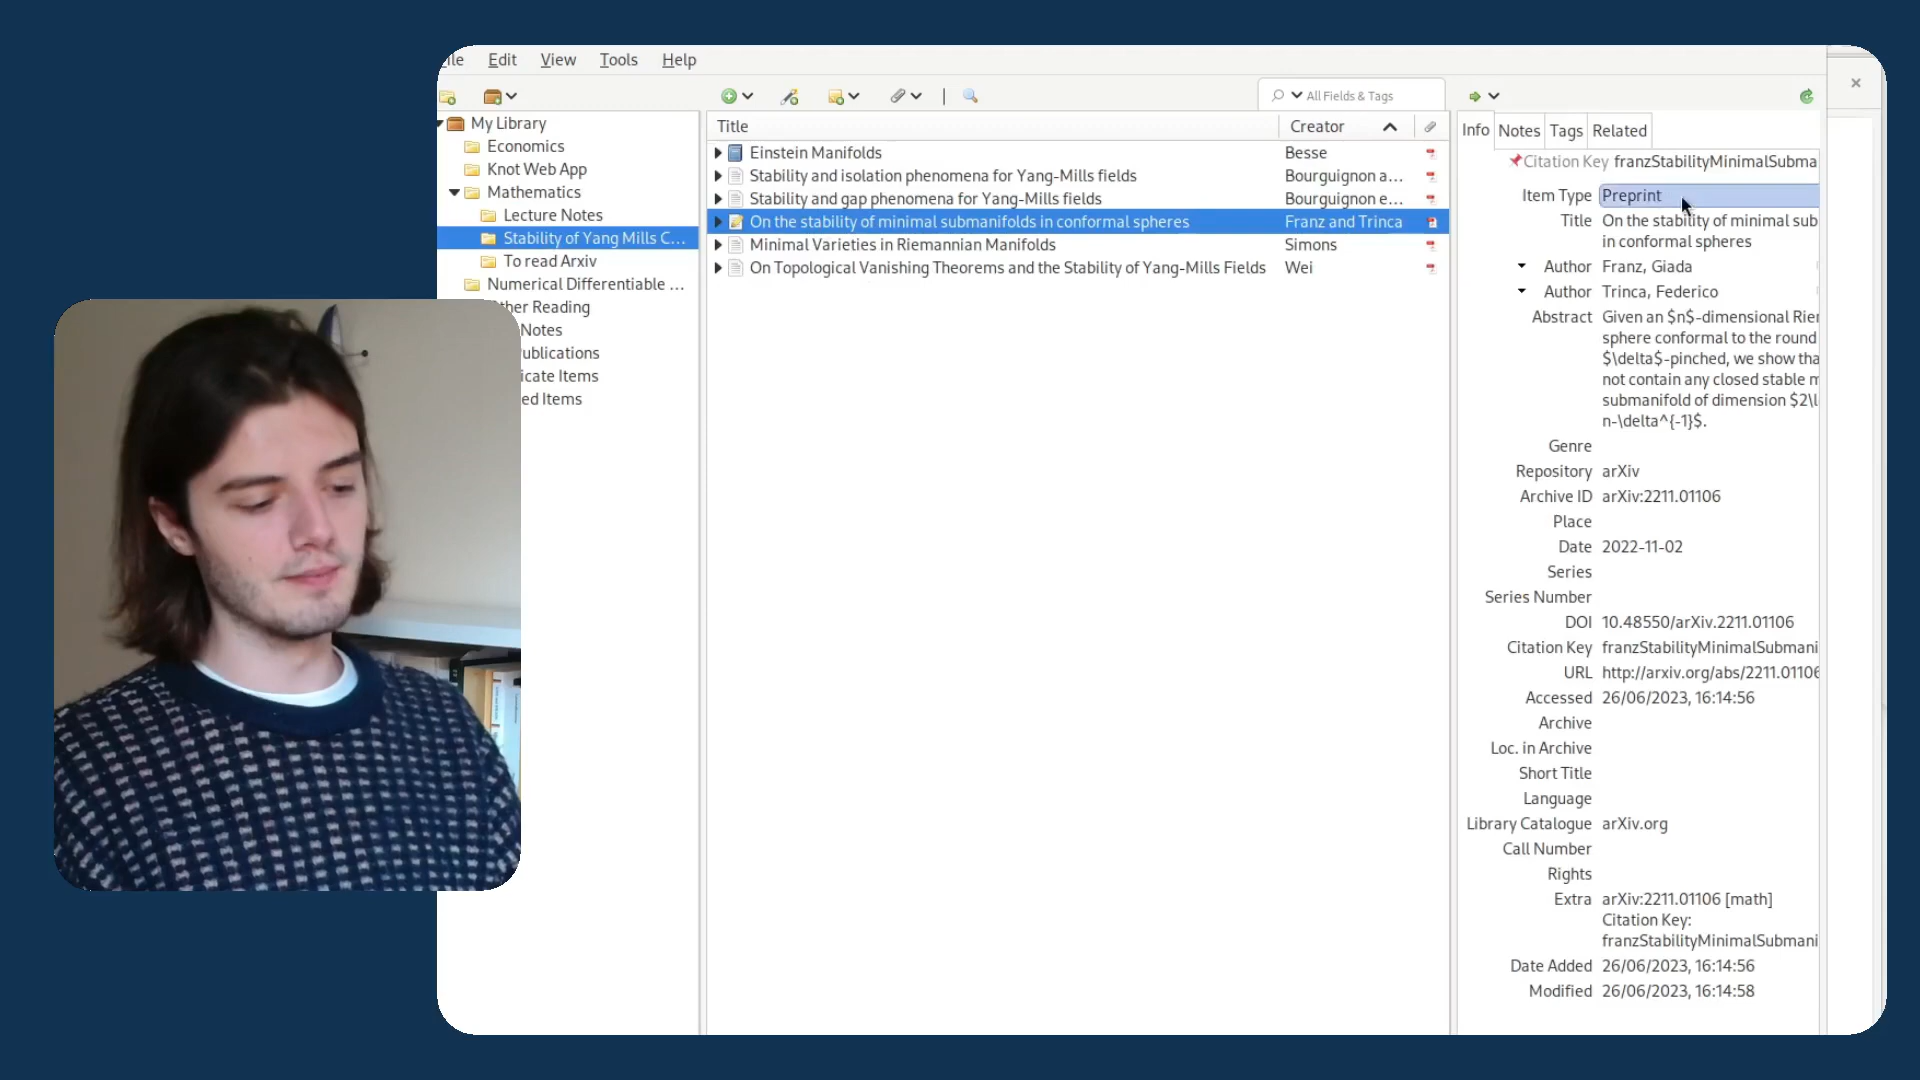 ile Edit View Tools Help
All Fields & Tags
My Library
Economics
Knot Web App
Mathematics
Lecture Notes
Stability of Yang Mills C...
To read Arxiv
Numerical Differentiable ...
ther Reading
Notes
ublications
icate Items
ed Items
Title Creator
Einstein Manifolds Besse
Stability and isolation phenomena for Yang-Mills fields Bourguignon a...
Stability and gap phenomena for Yang-Mills fields Bourguignon e...
On the stability of minimal submanifolds in conformal spheres Franz and Trinca
Minimal Varieties in Riemannian Manifolds Simons
On Topological Vanishing Theorems and the Stability of Yang-Mills Fields Wei
Info Notes Tags Related
Citation Key franzStabilityMinimalSubma
Item Type Preprint
Title On the stability of minimal sub
in conformal spheres
Author Franz, Giada
Author Trinca, Federico
Abstract Given an $n$-dimensional Rier
sphere conformal to the round
$\delta$-pinched, we show tha
not contain any closed stable m
submanifold of dimension $2\l
n-\delta^{-1}$.
Genre
Repository arXiv
Archive ID arXiv:2211.01106
Place
Date 2022-11-02
Series
Series Number
DOI 10.48550/arXiv.2211.01106
Citation Key franzStabilityMinimalSubmani
URL http://arxiv.org/abs/2211.01106
Accessed 26/06/2023, 16:14:56
Archive
Loc. in Archive
Short Title
Language
Library Catalogue arXiv.org
Call Number
Rights
Extra arXiv:2211.01106 [math]
Citation Key:
franzStabilityMinimalSubmani
Date Added 26/06/2023, 16:14:56
Modified 26/06/2023, 16:14:58